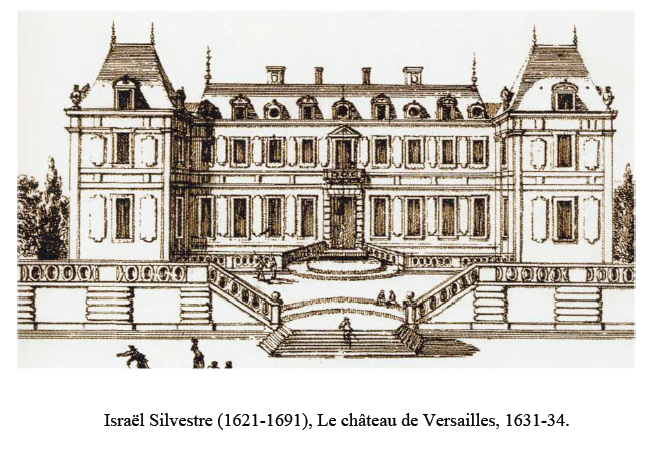 Israël Silvestre (1621-1691), Le château de Versailles, 1631-34.